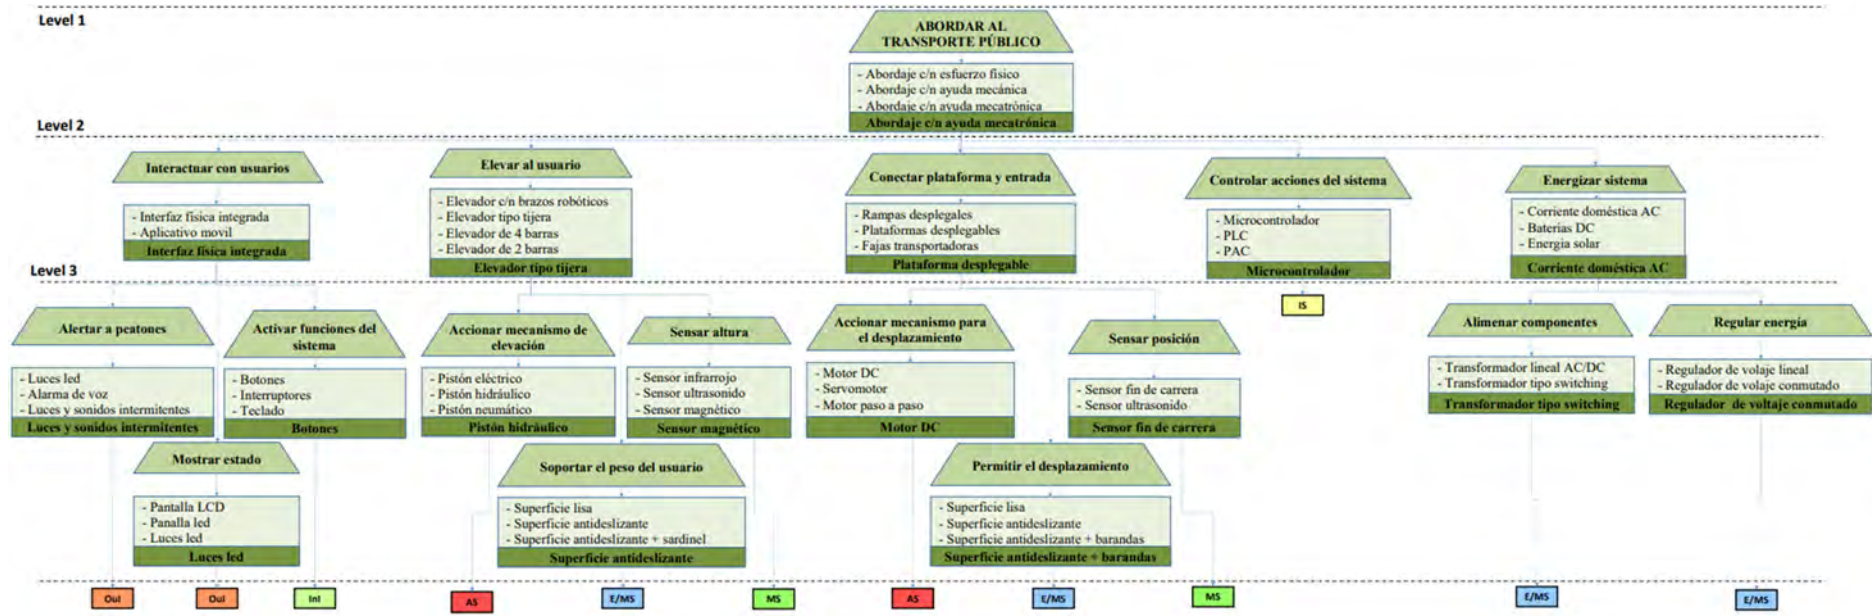 Level 1
ABORDAR AL
TRANSPORTE PÚBLICO
- Abordaje c/n esfuerzo físico
- Abordaje c/n ayuda mecánica
- Abordaje c/n ayuda mecatrónica
Abordaje c/n ayuda mecatrónica
Level 2
Interactuar con usuarios
- Interfaz física integrada
- Aplicativo movil
Interfaz física integrada
Elevar al usuario
- Elevador c/n brazos robóticos
- Elevador tipo tijera
- Elevador de 4 barras
- Elevador de 2 barras
Elevador tipo tijera
Conectar plataforma y entrada
- Rampas desplegales
- Plataformas desplegables
- Fajas transportadoras
Plataforma desplegable
Controlar acciones del sistema
- Microcontrolador
- PLC
- PAC
Microcontrolador
Energizar sistema
- Corriente doméstica AC
- Baterias DC
- Energia solar
Corriente doméstica AC
Level 3
IS
Alertar a peatones
- Luces led
- Alarma de voz
- Luces y sonidos intermitentes
Luces y sonidos intermitentes
Activar funciones del
sistema
- Botones
- Interruptores
- Teclado
Botones
Accionar mecanismo de
elevación
- Pistón eléctrico
- Pistón hidráulico
- Pistón neumático
Pistón hidráulico
Sensar altura
- Sensor infrarrojo
- Sensor ultrasonido
- Sensor magnético
Sensor magnético
Accionar mecanismo para
el desplazamiento
- Motor DC
- Servomotor
- Motor paso a paso
Motor DC
Sensar posición
- Sensor fin de carrera
- Sensor ultrasonido
Sensor fin de carrera
Alimenar componentes
- Transformador lineal AC/DC
- Transformador tipo switching
Transformador tipo switching
Regular energía
- Regulador de volaje lineal
- Regulador de volaje conmutado
Regulador de voltaje conmutado
Mostrar estado
- Pantalla LCD
- Panalla led
- Luces led
Luces led
Soportar el peso del usuario
- Superficie lisa
- Superficie antideslizante
- Superficie antideslizante + sardinel
Superficie antideslizante
Permitir el desplazamiento
- Superficie lisa
- Superficie antideslizante
- Superficie antideslizante + barandas
Superficie antideslizante + barandas
OuI
OuI
InI
AS
E/MS
MS
AS
E/MS
MS
E/MS
E/MS